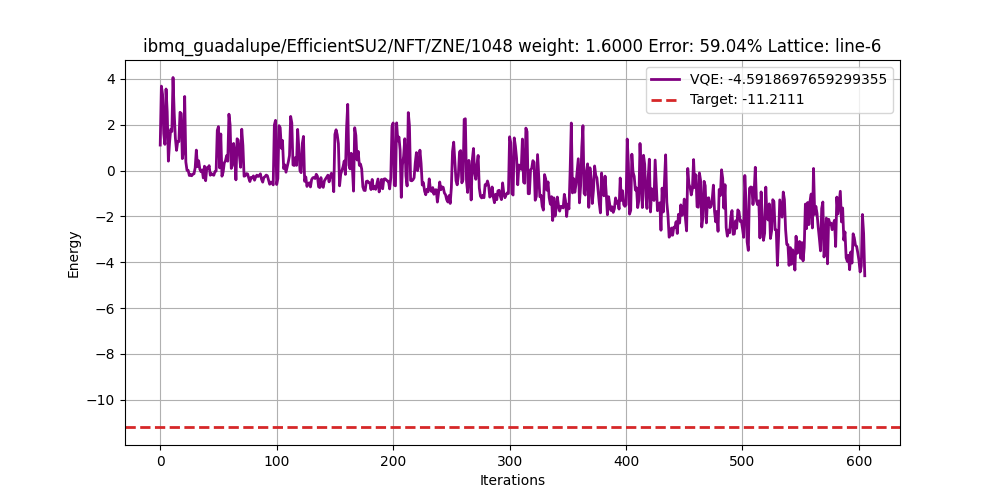 ibmq_guadalupe/EfficientSU2/NFT/ZNE/1048 weight: 1.6000 Error: 59.04% Lattice: line-6
VQE: -4.5918697659299355
Target: -11.2111
4
2
0
−2
−4
−6
−8
−10
Energy
0 100 200 300 400 500 600
Iterations